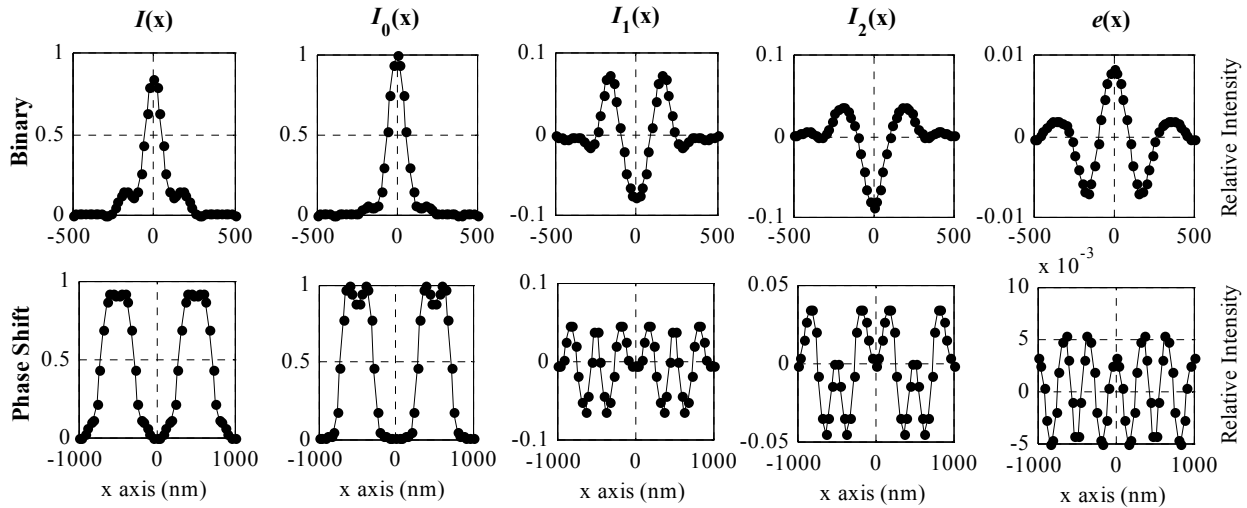 I(x) I0(x) I1(x) I2(x) e(x)
Binary
1 0.5 0
-500 0 500
1 0.5 0
-500 0 500
0.1 0 -0.1
-500 0 500
0.1 0 -0.1
-500 0 500
0.01 0 -0.01
-500 0 500
Relative Intensity
Phase Shift
1 0.5 0
-1000 0 1000
x axis (nm)
1 0.5 0
-1000 0 1000
x axis (nm)
0.1 0 -0.1
-1000 0 1000
x axis (nm)
0.05 0 -0.05
-1000 0 1000
x axis (nm)
x 10-3
10 5 0 -5
-1000 0 1000
x axis (nm)
Relative Intensity